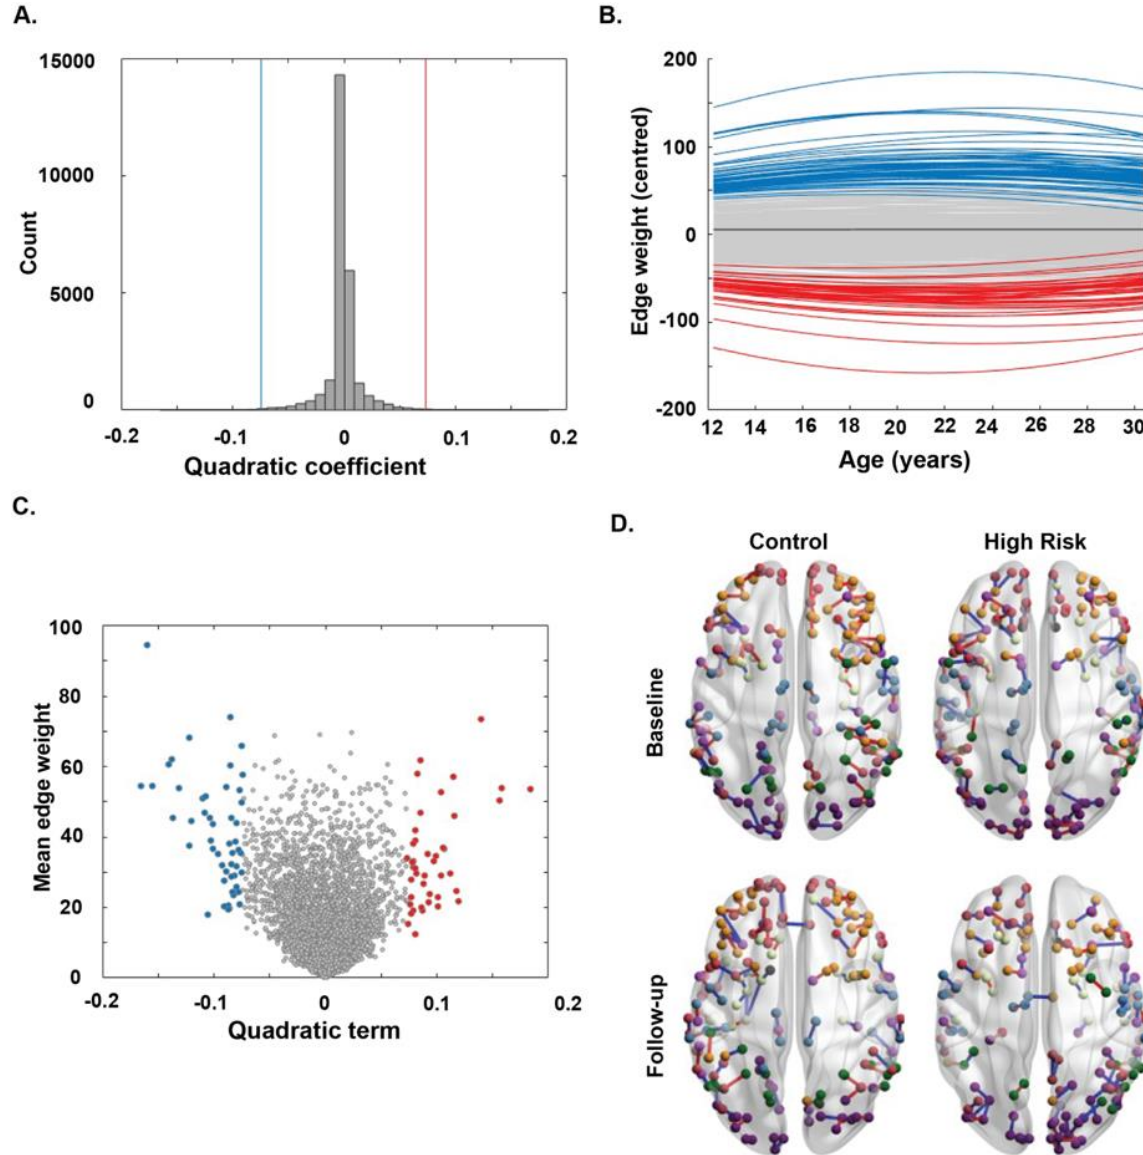 A.
15000
10000
5000
0
Count
-0.2 -0.1 0 0.1 0.2
Quadratic coefficient
B.
200
100
0
-100
-200
Edge weight (centred)
12 14 16 18 20 22 24 26 28 30
Age (years)
C.
100
80
60
40
20
0
Mean edge weight
-0.2 -0.1 0 0.1 0.2
Quadratic term
D.
Control High Risk
Baseline
Follow-up